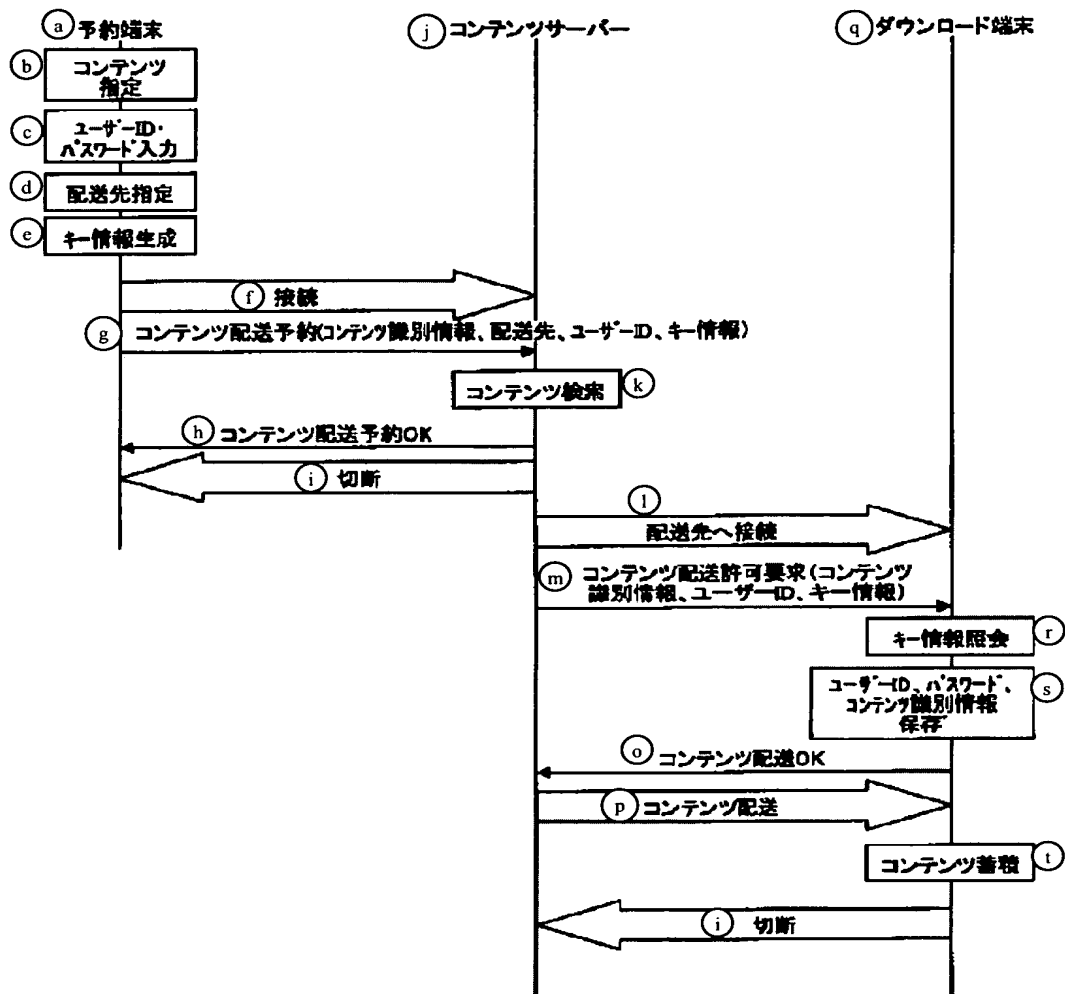 a 予約端末
j コンテンツサーバー
q ダウンロード端末
b コンテンツ
指定
c ユーザーID・
パスワード入力
d 配送先指定
e キー情報生成
f 接続
g コンテンツ配送予約(コンテンツ識別情報、配送先、ユーザーID、キー情報)
コンテンツ検索 k
h コンテンツ配送予約OK
i 切断
l
配送先へ接続
m コンテンツ配送許可要求(コンテンツ
識別情報、ユーザーID、キー情報)
キー情報照会 r
ユーザーID、パスワード、 s
コンテンツ識別情報
保存
o コンテンツ配送OK
p コンテンツ配送
コンテンツ蓄積 t
i 切断